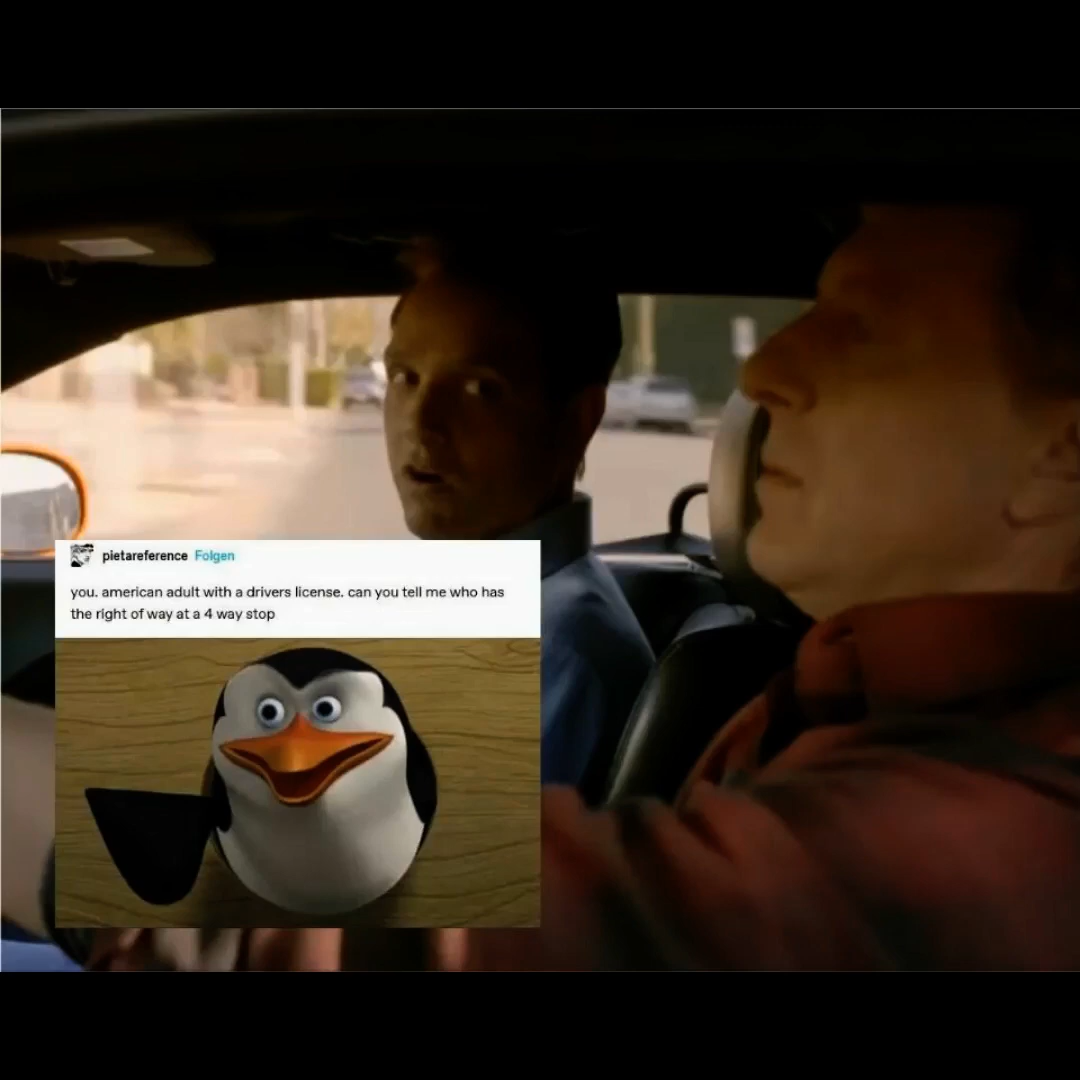 pietareference Folgen
you. american adult with a drivers license. can you tell me who has
the right of way at a 4 way stop